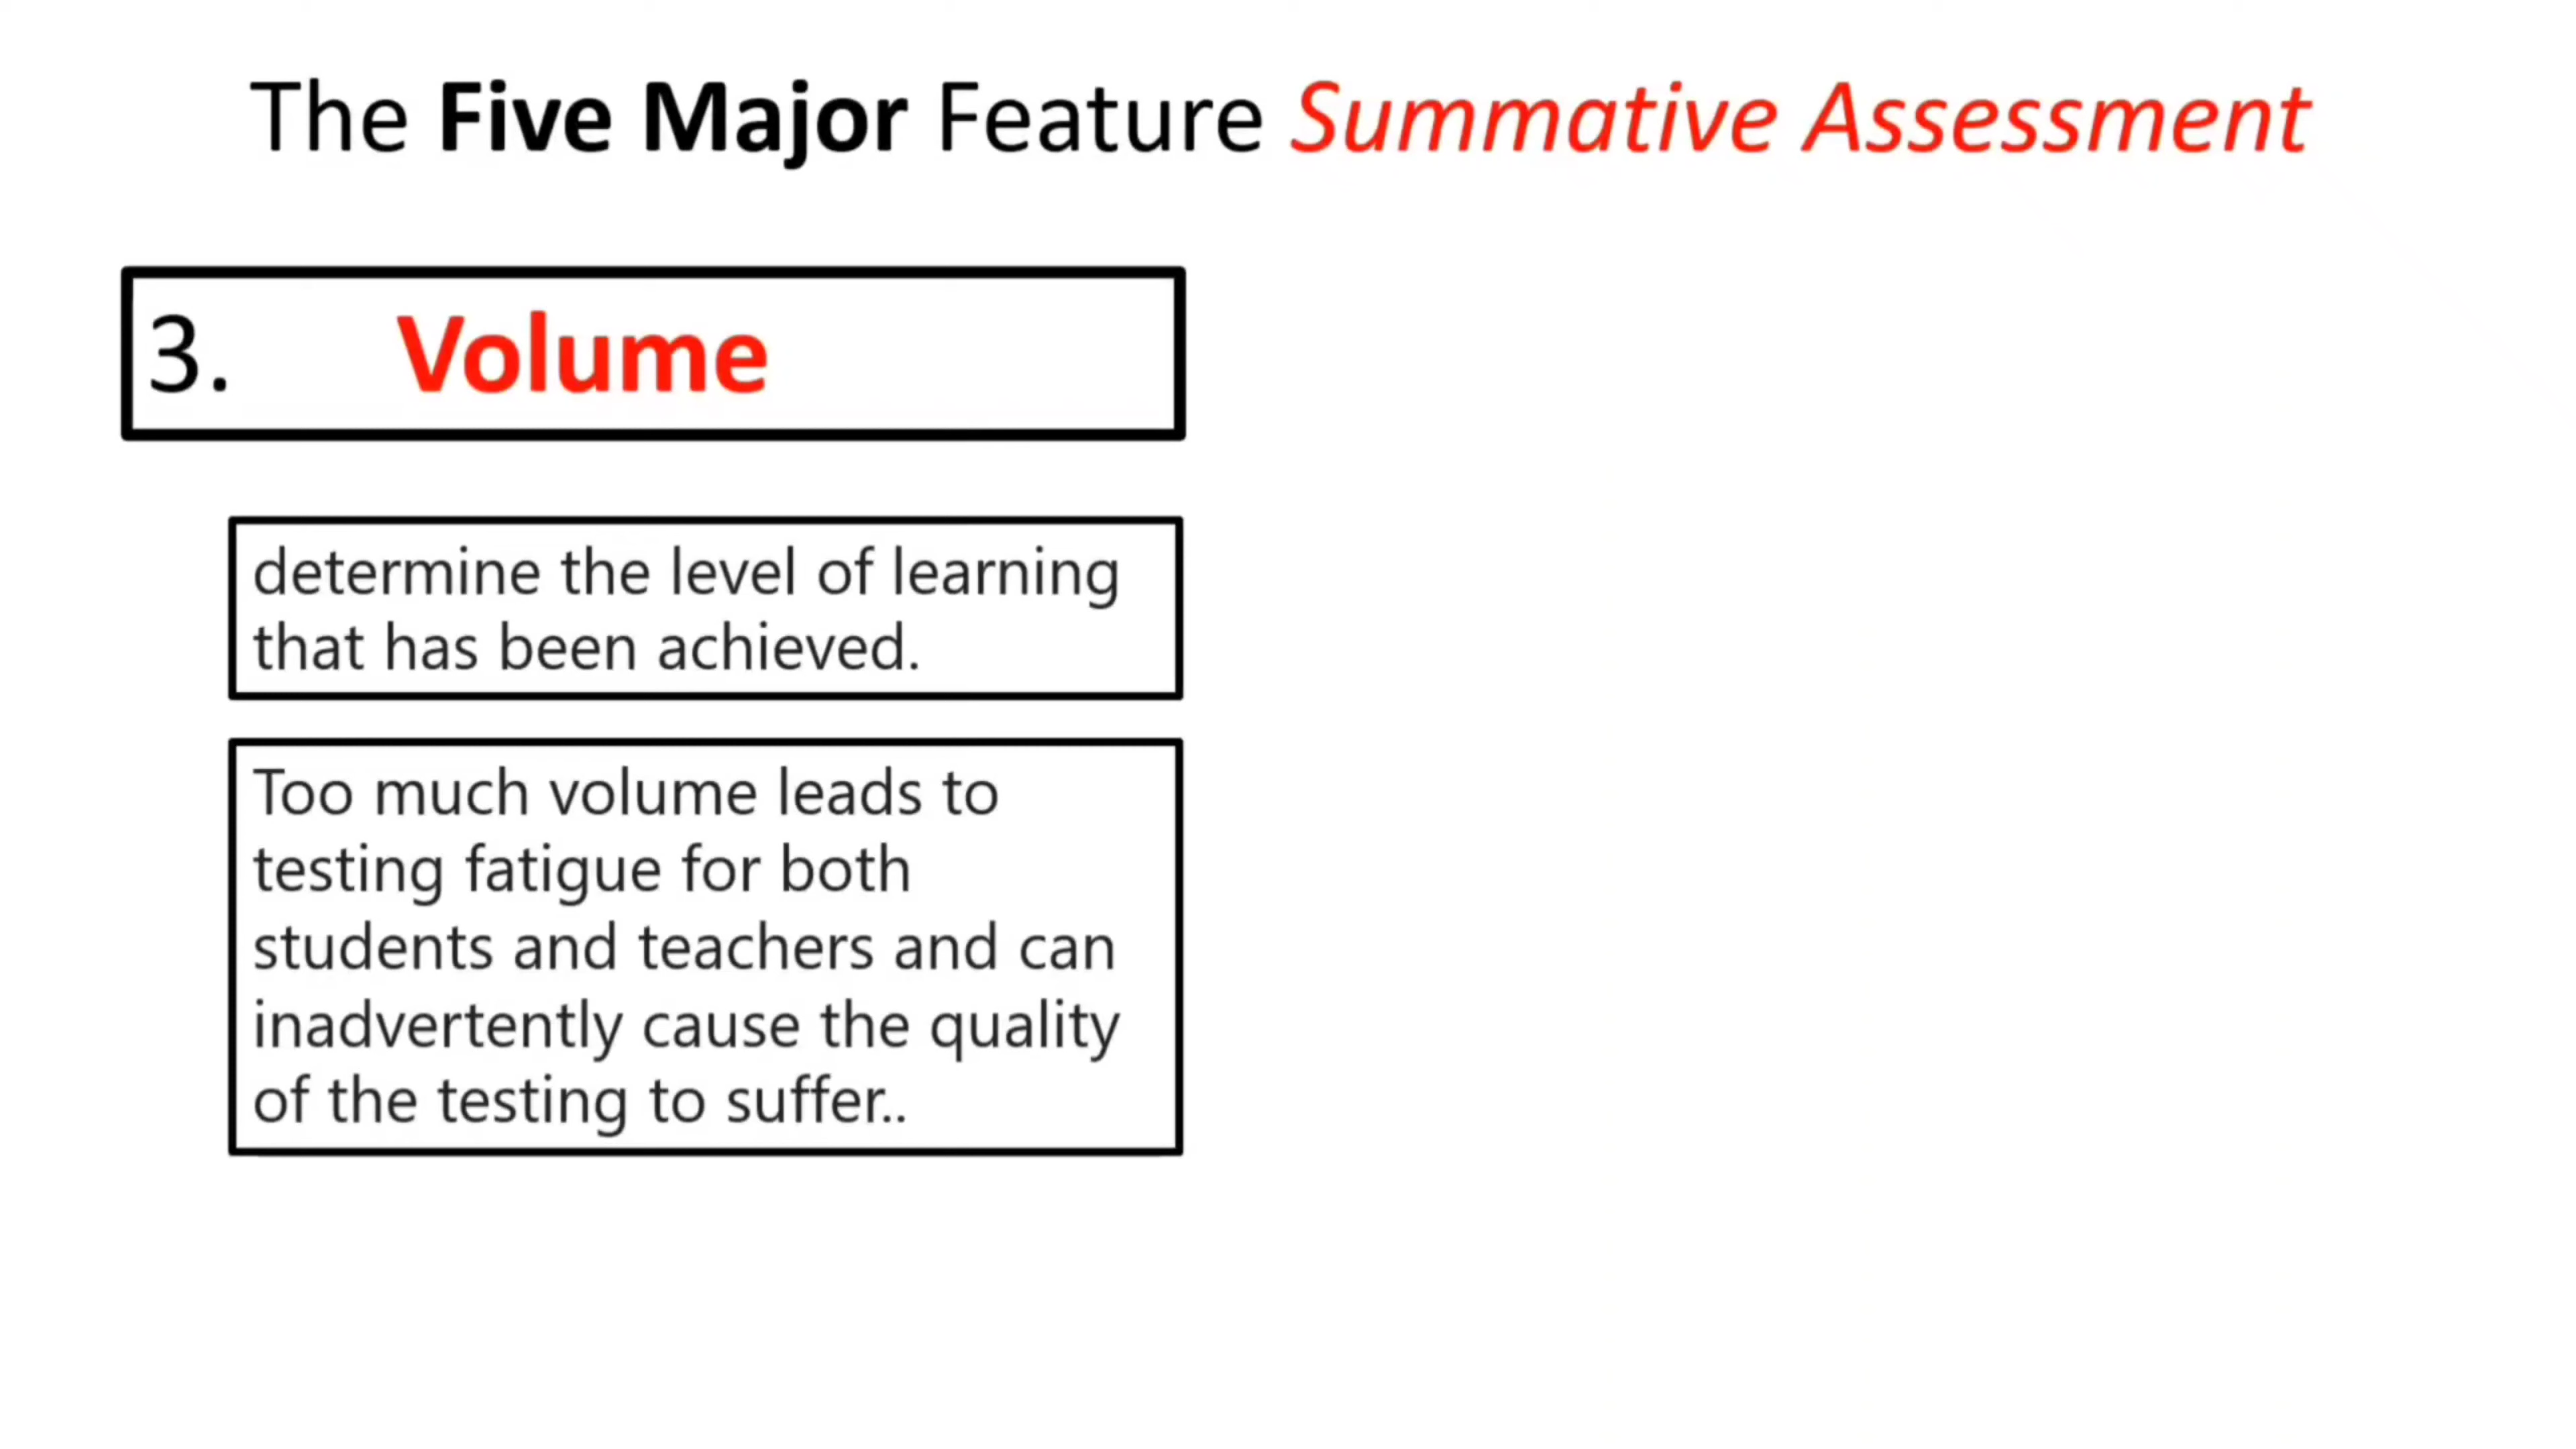 The Five Major Feature Summative Assessment
3. Volume
determine the level of learning
that has been achieved.
Too much volume leads to
testing fatigue for both
students and teachers and can
inadvertently cause the quality
of the testing to suffer..